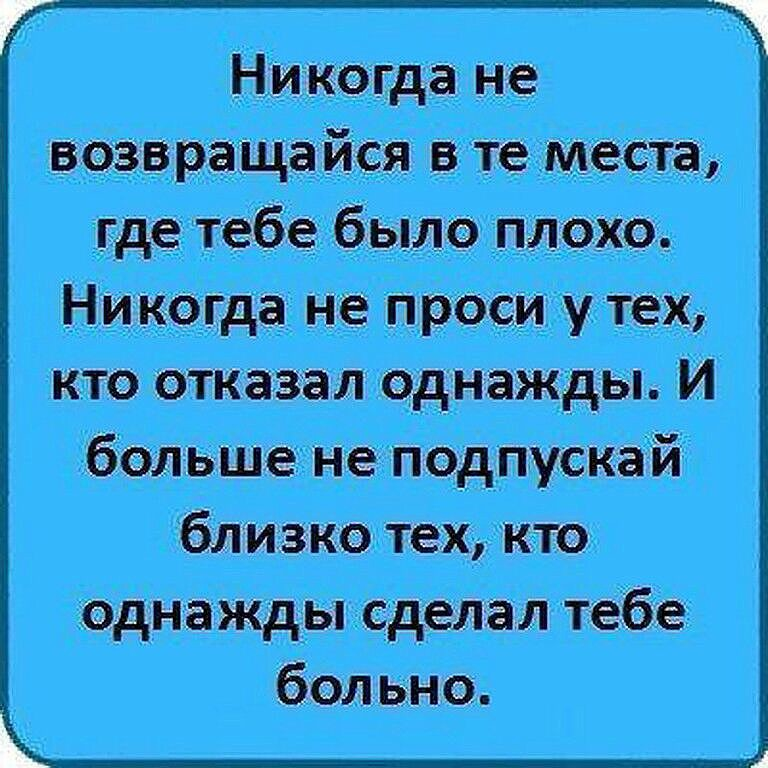 Никогда не
возвращайся в те места,
где тебе было плохо.
Никогда не проси у тех,
кто отказал однажды. И
больше не подпускай
близко тех, кто
однажды сделал тебе
больно.